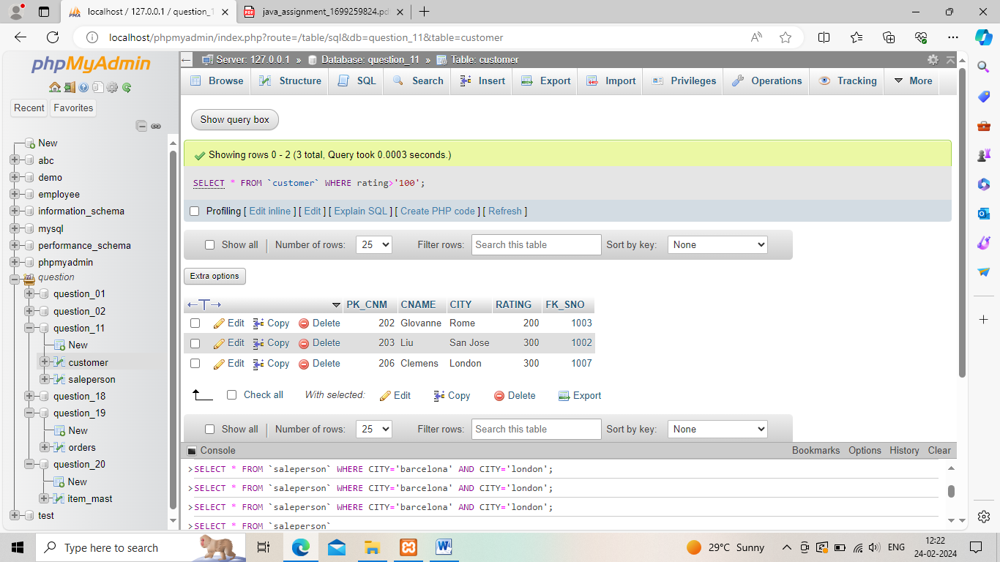 localhost / 127.0.0.1 / question_1
java_assignment_1699259824.pd
localhost/phpmyadmin/index.php?route=/table/sql&db=question_11&table=customer
phpMyAdmin
Recent Favorites
New
abc
demo
employee
information_schema
mysql
performance_schema
phpmyadmin
question
question_01
question_02
question_11
New
customer
saleperson
question_18
question_19
New
orders
question_20
New
item_mast
test
Server: 127.0.0.1 » Database: question_11 » Table: customer
Browse Structure SQL Search Insert Export Import Privileges Operations Tracking More
Show query box
Showing rows 0 - 2 (3 total, Query took 0.0003 seconds.)
SELECT * FROM `customer` WHERE rating>'100';
Profiling [ Edit inline ] [ Edit ] [ Explain SQL ] [ Create PHP code ] [ Refresh ]
Show all Number of rows: 25 Filter rows: Search this table Sort by key: None
Extra options
PK_CNM CNAME CITY RATING FK_SNO
Edit Copy Delete 202 GIovanne Rome 200 1003
Edit Copy Delete 203 Liu San Jose 300 1002
Edit Copy Delete 206 Clemens London 300 1007
Check all With selected: Edit Copy Delete Export
Show all Number of rows: 25 Filter rows: Search this table Sort by key: None
Console Bookmarks Options History Clear
>SELECT * FROM `saleperson` WHERE CITY='barcelona' AND CITY='london';
>SELECT * FROM `saleperson` WHERE CITY='barcelona' AND CITY='london';
>SELECT * FROM `saleperson` WHERE CITY='barcelona' AND CITY='london';
>SELECT * FROM `saleperson`
Type here to search
29°C Sunny
ENG
12:22
24-02-2024